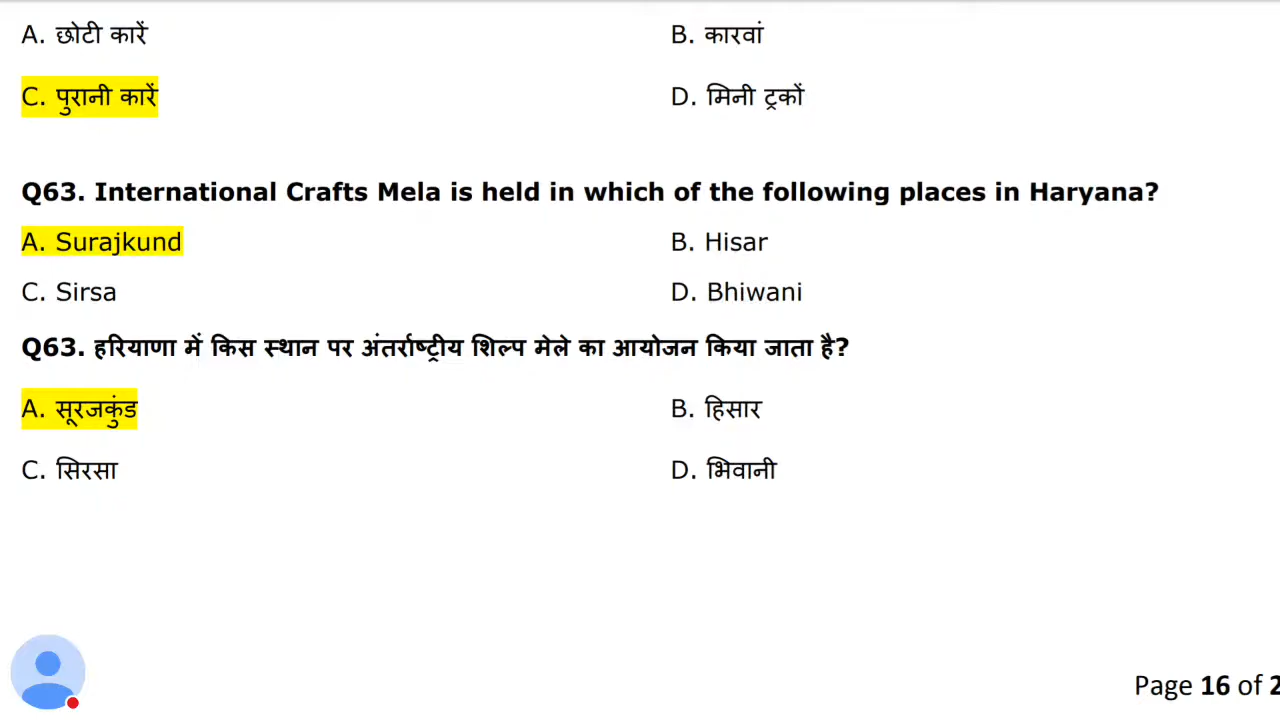 A. छोटी कारें B. कारवां
C. पुरानी कारें D. मिनी ट्रकों
Q63. International Crafts Mela is held in which of the following places in Haryana?
A. Surajkund B. Hisar
C. Sirsa D. Bhiwani
Q63. हरियाणा में किस स्थान पर अंतर्राष्ट्रीय शिल्प मेले का आयोजन किया जाता है?
A. सूरजकुंड B. हिसार
C. सिरसा D. भिवानी
Page 16 of 2